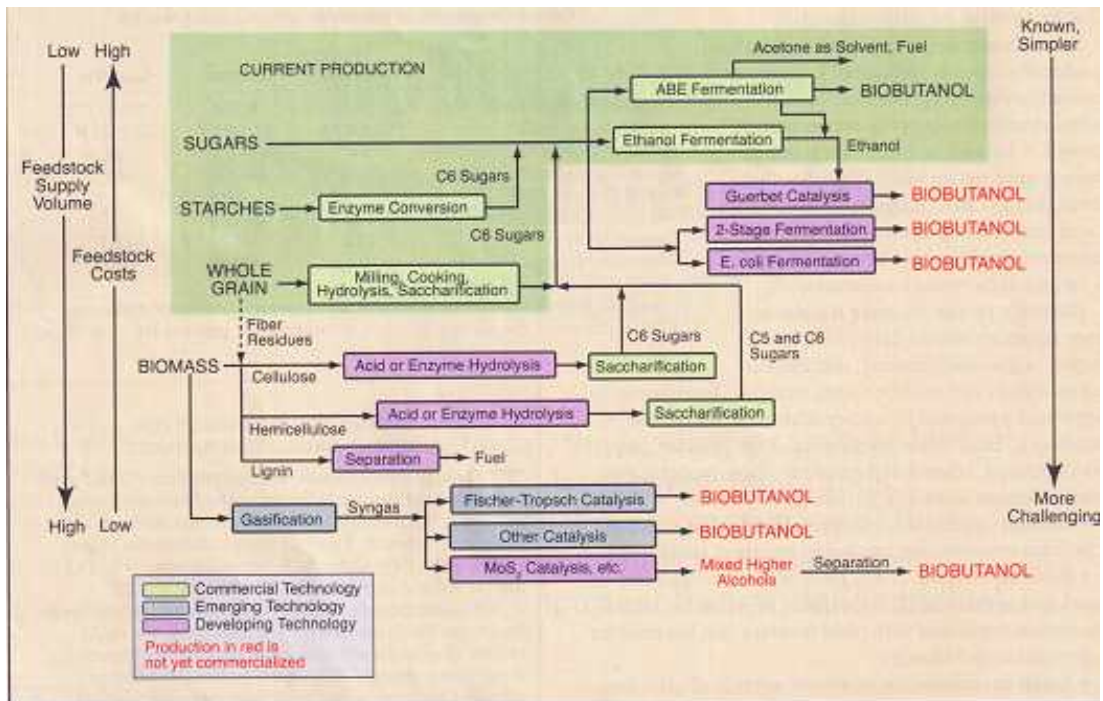 Low High
Known,
Simpler
CURRENT PRODUCTION
Acetone as Solvent, Fuel
ABE Fermentation
BIOBUTANOL
SUGARS
Ethanol Fermentation
Ethanol
Feedstock
Supply
Volume
C6 Sugars
STARCHES
Enzyme Conversion
Guerbet Catalysis
BIOBUTANOL
C6 Sugars
2-Stage Fermentation
BIOBUTANOL
Feedstock
Costs
E. coli Fermentation
BIOBUTANOL
WHOLE
GRAIN
Milling, Cooking,
Hydrolysis, Saccharification
Fiber
Residues
C6 Sugars
C5 and C6
Sugars
BIOMASS
Cellulose
Acid or Enzyme Hydrolysis
Saccharification
Hemicellulose
Acid or Enzyme Hydrolysis
Saccharification
Lignin
Separation
Fuel
High Low
More
Challenging
Gasification
Syngas
Fischer-Tropsch Catalysis
BIOBUTANOL
Other Catalysis
BIOBUTANOL
MoS2 Catalysis, etc.
Mixed Higher
Alcohols
Separation
BIOBUTANOL
Commercial Technology
Emerging Technology
Developing Technology
Production in red is
not yet commercialized